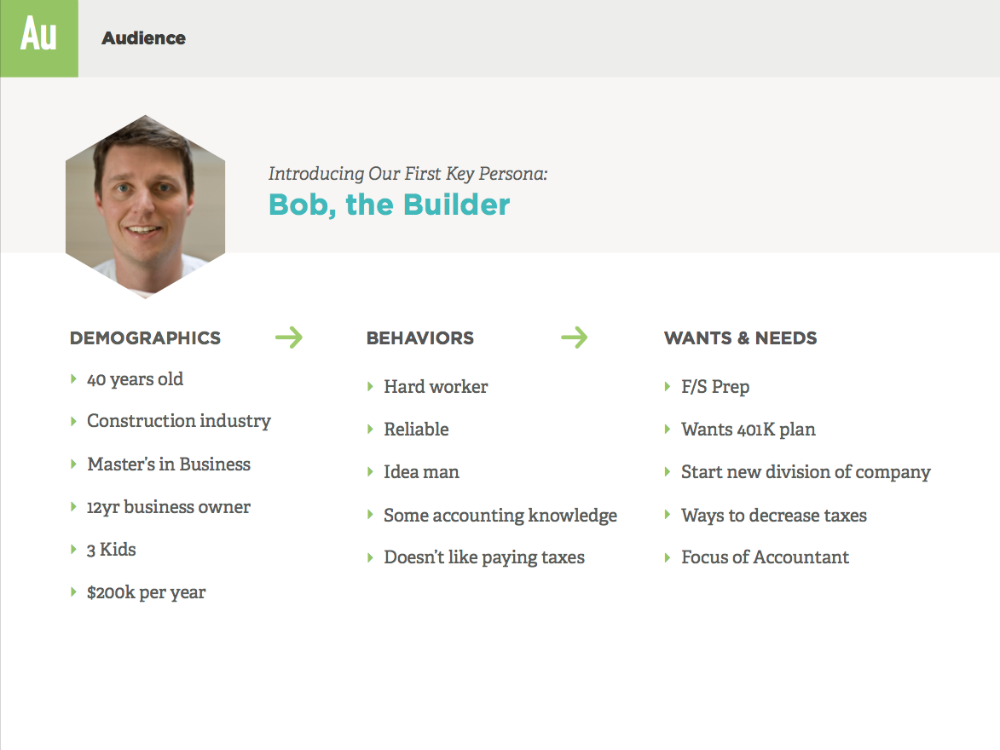 Au
Audience
Introducing Our First Key Persona:
Bob, the Builder
DEMOGRAPHICS
40 years old
Construction industry
Master's in Business
12yr business owner
3 Kids
$200k per year
BEHAVIORS
Hard worker
Reliable
Idea man
Some accounting knowledge
Doesn't like paying taxes
WANTS & NEEDS
F/S Prep
Wants 401K plan
Start new division of company
Ways to decrease taxes
Focus of Accountant